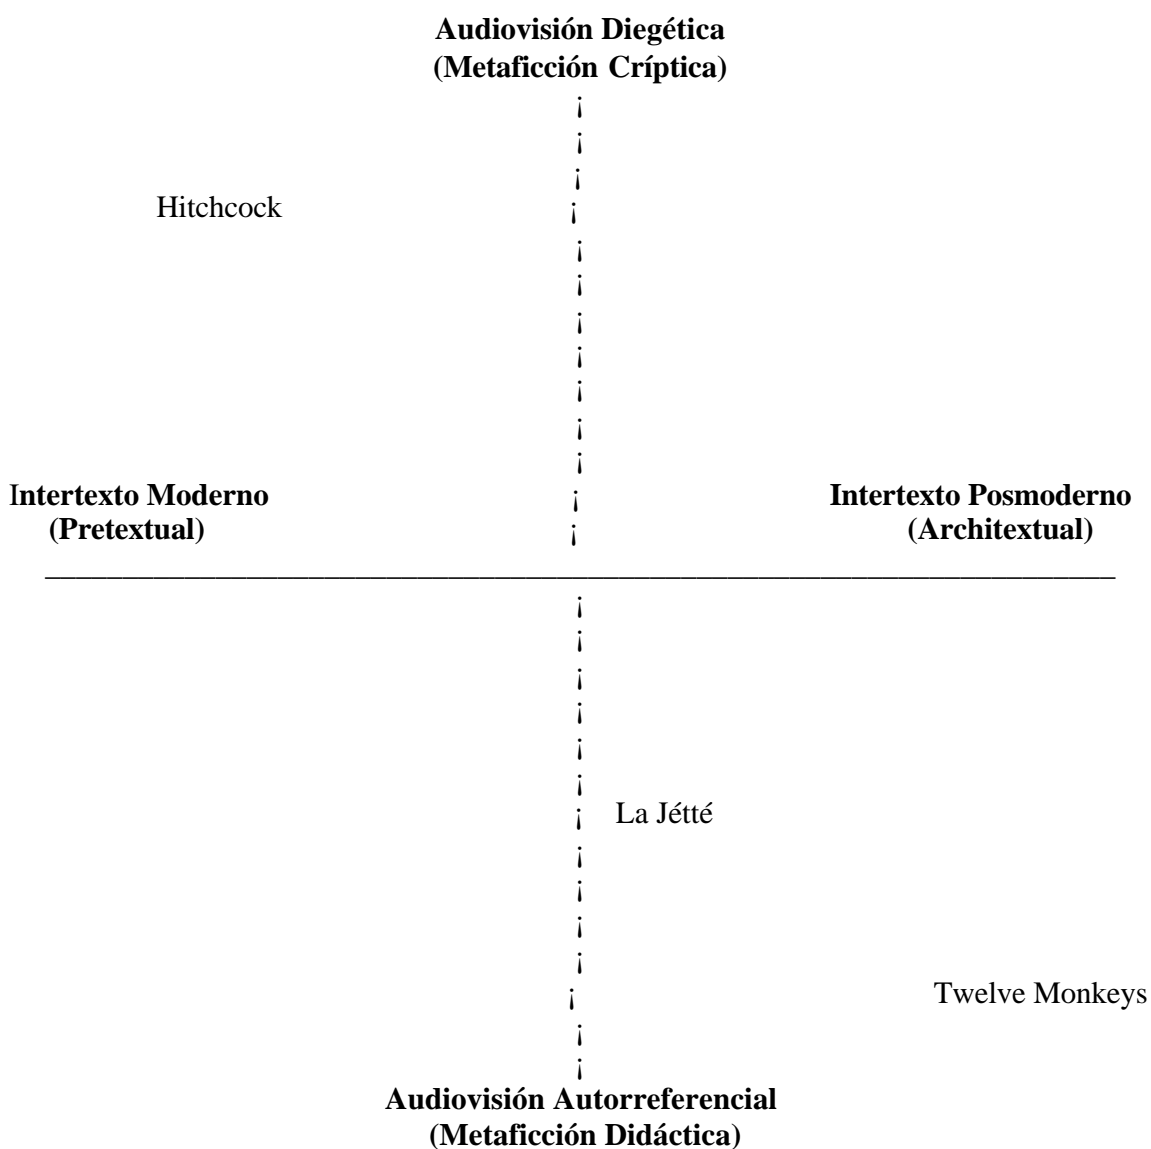 Audiovisión Diegética
(Metaficción Críptica)
Hitchcock
Intertexto Moderno
(Pretextual)
Intertexto Posmoderno
(Architextual)
La Jétté
Twelve Monkeys
Audiovisión Autorreferencial
(Metaficción Didáctica)